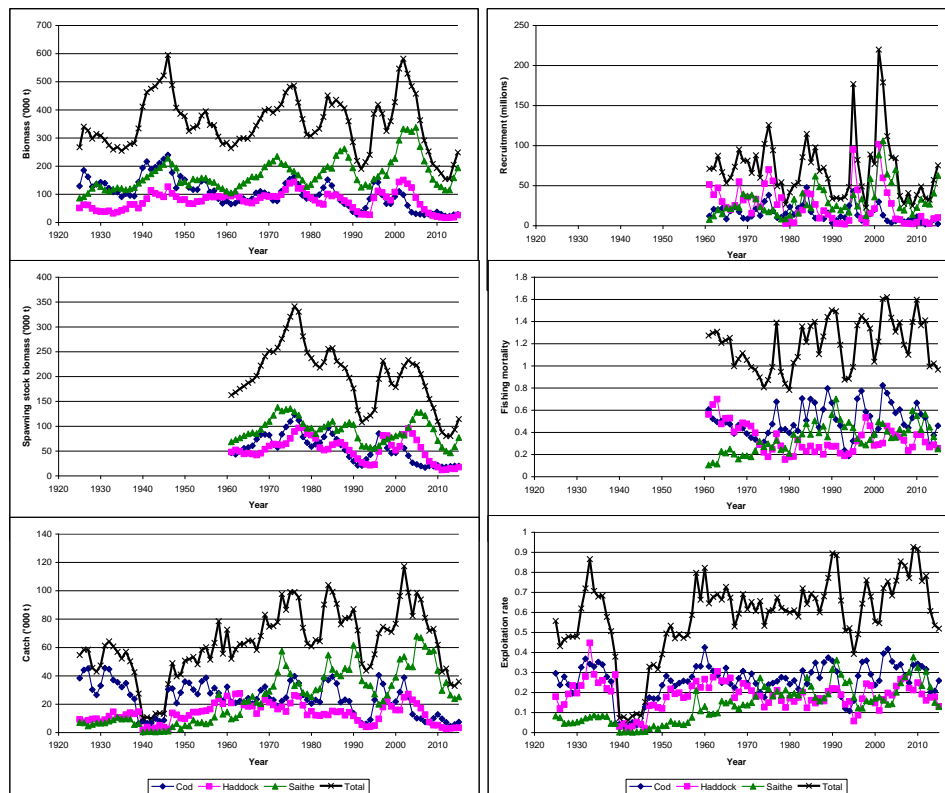 Biomass ('000 t)
700
600
500
400
300
200
100
0
1920 1930 1940 1950 1960 1970 1980 1990 2000 2010
Year
Recruitment (millions)
250
200
150
100
50
0
1920 1930 1940 1950 1960 1970 1980 1990 2000 2010
Year
Spawning stock biomass ('000 t)
400
350
300
250
200
150
100
50
0
1920 1930 1940 1950 1960 1970 1980 1990 2000 2010
Year
Fishing mortality
1.8
1.6
1.4
1.2
1
0.8
0.6
0.4
0.2
0
1920 1930 1940 1950 1960 1970 1980 1990 2000 2010
Year
Catch ('000 t)
140
120
100
80
60
40
20
0
1920 1930 1940 1950 1960 1970 1980 1990 2000 2010
Year
Cod Haddock Saithe Total
Exploitation rate
1
0.9
0.8
0.7
0.6
0.5
0.4
0.3
0.2
0.1
0
1920 1930 1940 1950 1960 1970 1980 1990 2000 2010
Year
Cod Haddock Saithe Total